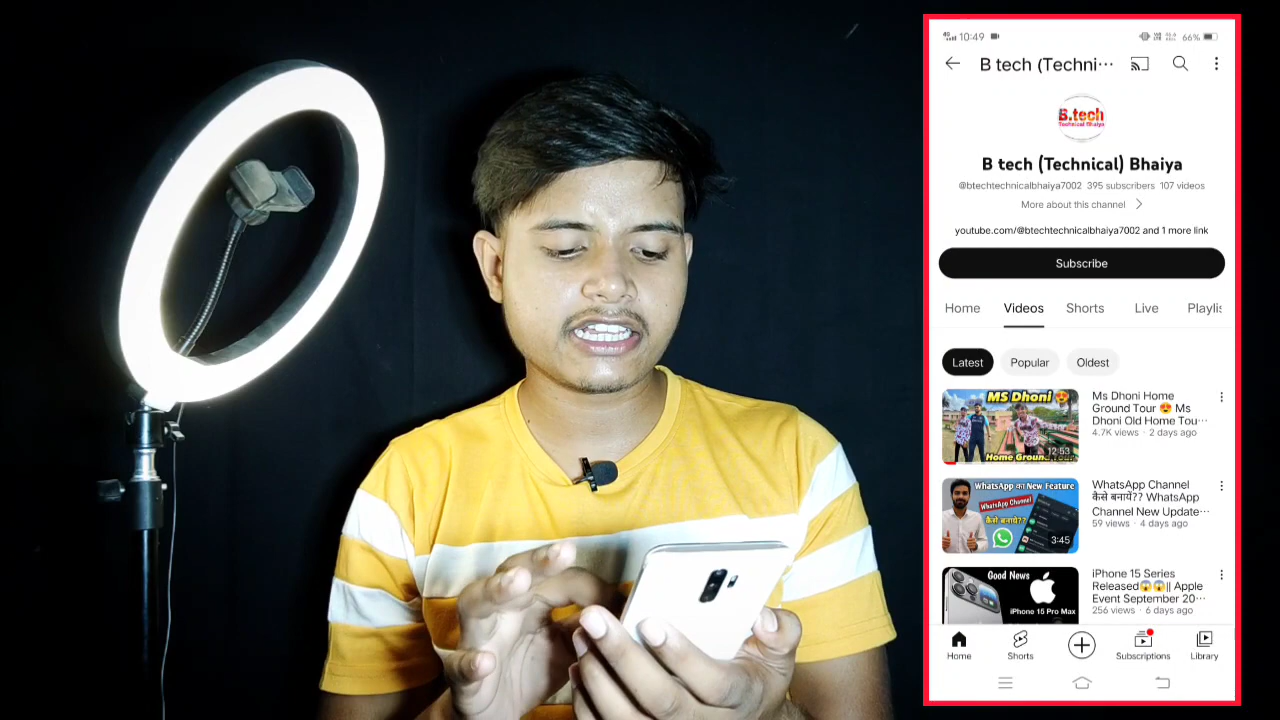 4G 10:49 66%
B tech (Techni···
B.tech
Technical Bhaiya
B tech (Technical) Bhaiya
@btechtechnicalbhaiya7002 395 subscribers 107 videos
More about this channel
youtube.com/@btechtechnicalbhaiya7002 and 1 more link
Subscribe
Home Videos Shorts Live Playlis
Latest Popular Oldest
MS Dhoni 😍
Home Ground Tour
12:53
Ms Dhoni Home
Ground Tour 😍 Ms
Dhoni Old Home Tou···
4.7K views · 2 days ago
WhatsApp का New Feature
WhatsApp Channel
कैसे बनायें??
3:45
WhatsApp Channel
कैसे बनायें?? WhatsApp
Channel New Update···
59 views · 4 days ago
Good News
iPhone 15 Pro Max
iPhone 15 Series
Released😱😱|| Apple
Event September 20···
256 views · 6 days ago
Home Shorts Subscriptions Library